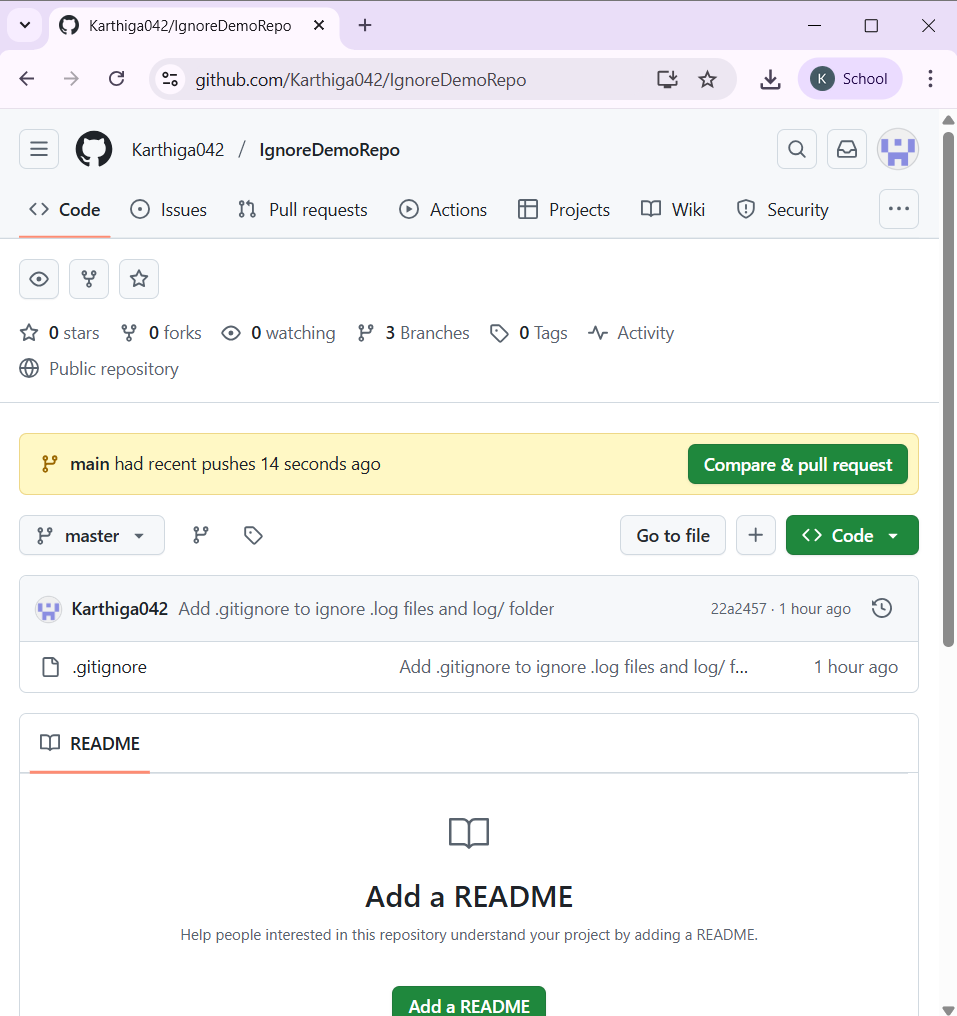 Karthiga042/IgnoreDemoRepo
github.com/Karthiga042/IgnoreDemoRepo
K School
Karthiga042 / IgnoreDemoRepo
Code Issues Pull requests Actions Projects Wiki Security
0 stars 0 forks 0 watching 3 Branches 0 Tags Activity
Public repository
main had recent pushes 14 seconds ago Compare & pull request
master Go to file Code
Karthiga042 Add .gitignore to ignore .log files and log/ folder 22a2457 · 1 hour ago
.gitignore Add .gitignore to ignore .log files and log/ f... 1 hour ago
README
Add a README
Help people interested in this repository understand your project by adding a README.
Add a README